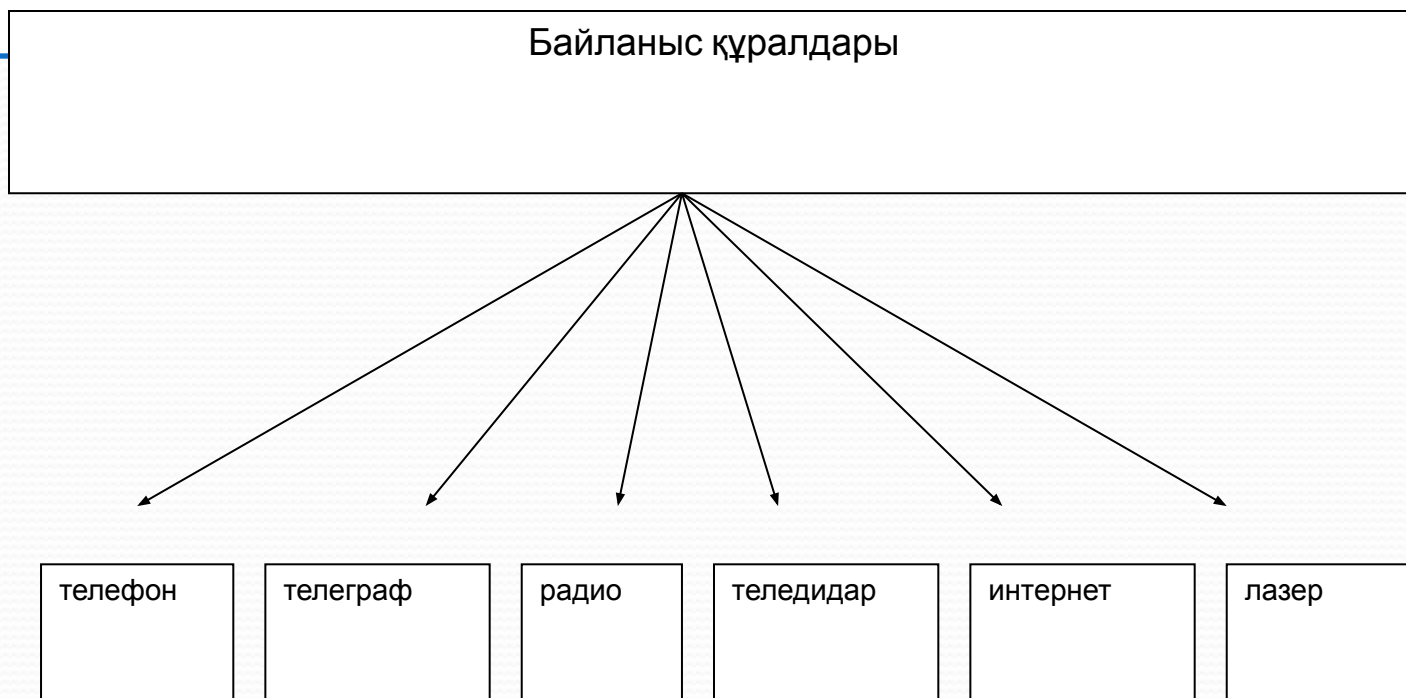 Байланыс құралдары
телефон
телеграф
радио
теледидар
интернет
лазер